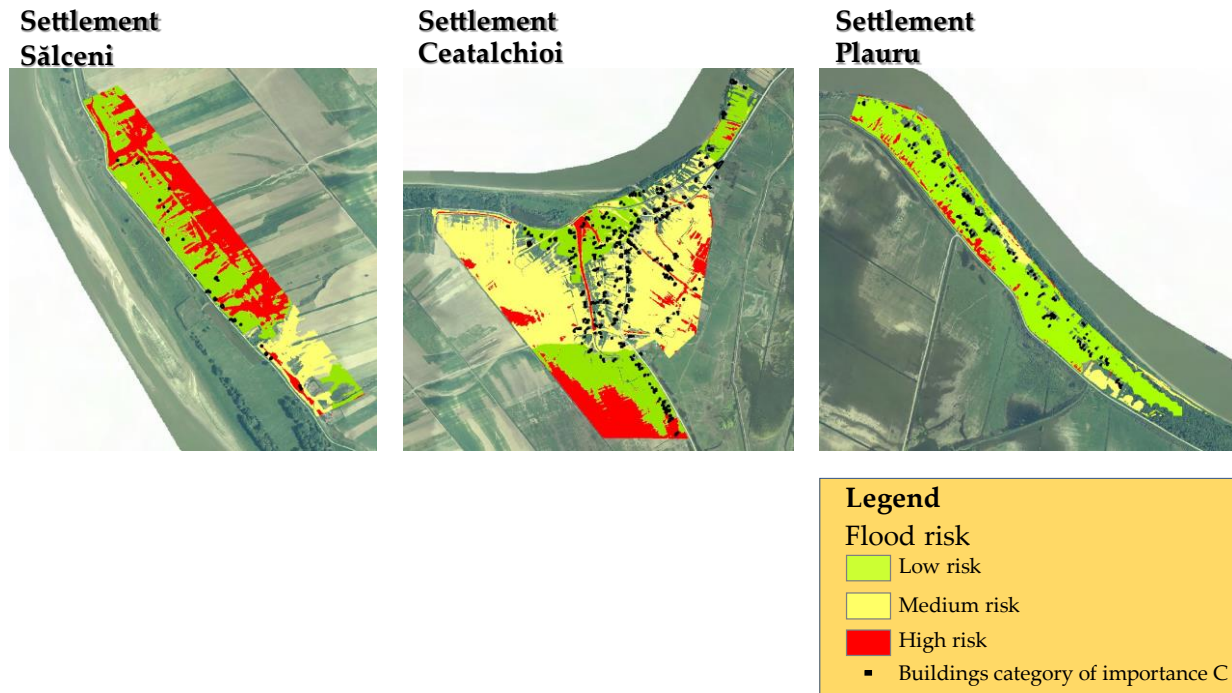 Settlement
Sălceni
Settlement
Ceatalchioi
Settlement
Plauru
Legend
Flood risk
Low risk
Medium risk
High risk
Buildings category of importance C